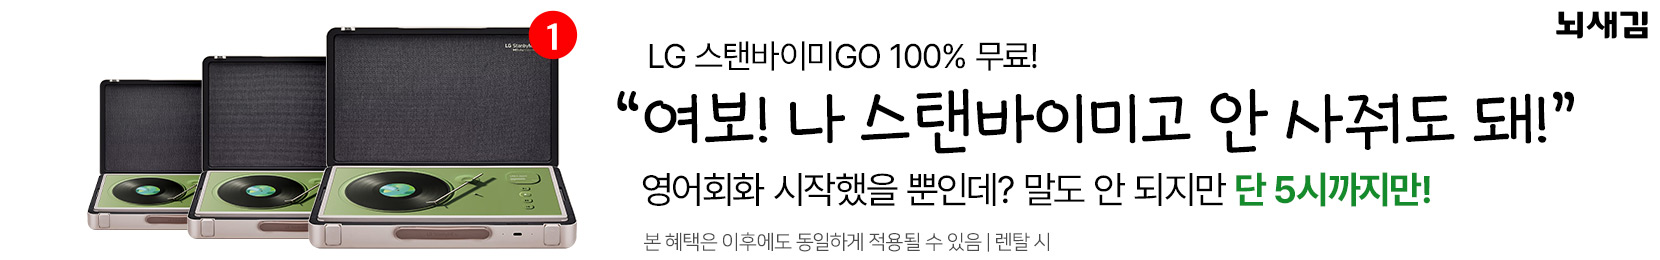 뇌새김
1
LG StanbyME
LG 스탠바이미GO 100% 무료!
“여보! 나 스탠바이미고 안 사줘도 돼!”
영어회화 시작했을 뿐인데? 말도 안 되지만 단 5시까지만!
본 혜택은 이후에도 동일하게 적용될 수 있음 | 렌탈 시